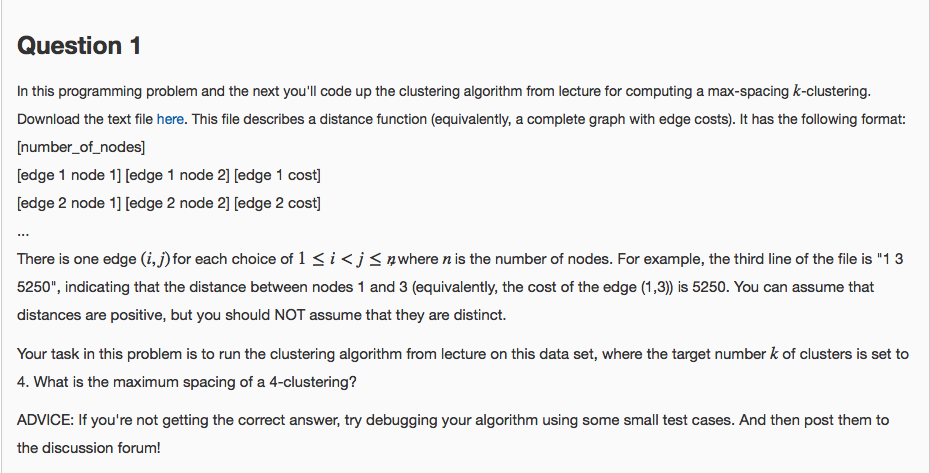 Question 1
In this programming problem and the next you'll code up the clustering algorithm from lecture for computing a max-spacing k-clustering.
Download the text file here. This file describes a distance function (equivalently, a complete graph with edge costs). It has the following format:
[number_of_nodes]
[edge 1 node 1] [edge 1 node 2] [edge 1 cost]
[edge 2 node 1] [edge 2 node 2] [edge 2 cost]
...
There is one edge (i,j) for each choice of 1 ≤ i < j ≤ n, where n is the number of nodes. For example, the third line of the file is "1 3
5250", indicating that the distance between nodes 1 and 3 (equivalently, the cost of the edge (1,3)) is 5250. You can assume that
distances are positive, but you should NOT assume that they are distinct.
Your task in this problem is to run the clustering algorithm from lecture on this data set, where the target number k of clusters is set to
4. What is the maximum spacing of a 4-clustering?
ADVICE: If you're not getting the correct answer, try debugging your algorithm using some small test cases. And then post them to
the discussion forum!